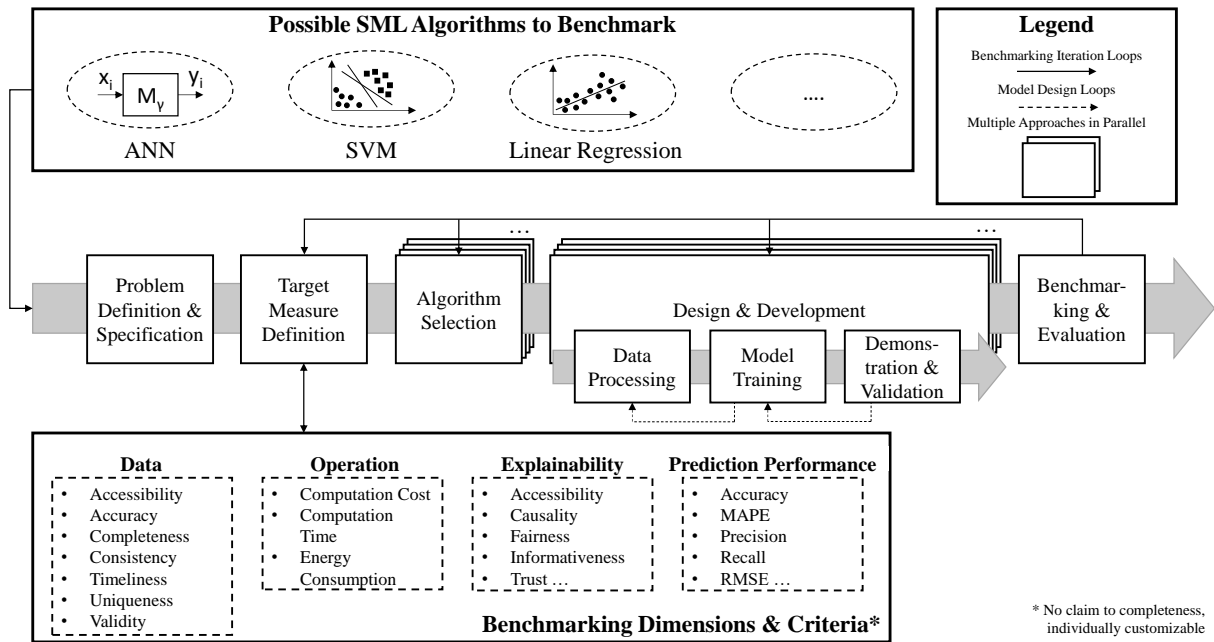 Possible SML Algorithms to Benchmark
xi
Mγ
yi
ANN
SVM
Linear Regression
....
Legend
Benchmarking Iteration Loops
Model Design Loops
Multiple Approaches in Parallel
…
…
Problem
Definition &
Specification
Target
Measure
Definition
Algorithm
Selection
Design & Development
Data
Processing
Model
Training
Demons-
tration &
Validation
Benchmar-
king &
Evaluation
Data
• Accessibility
• Accuracy
• Completeness
• Consistency
• Timeliness
• Uniqueness
• Validity
Operation
• Computation Cost
• Computation
Time
• Energy
Consumption
Explainability
• Accessibility
• Causality
• Fairness
• Informativeness
• Trust …
Prediction Performance
• Accuracy
• MAPE
• Precision
• Recall
• RMSE …
Benchmarking Dimensions & Criteria*
* No claim to completeness,
individually customizable